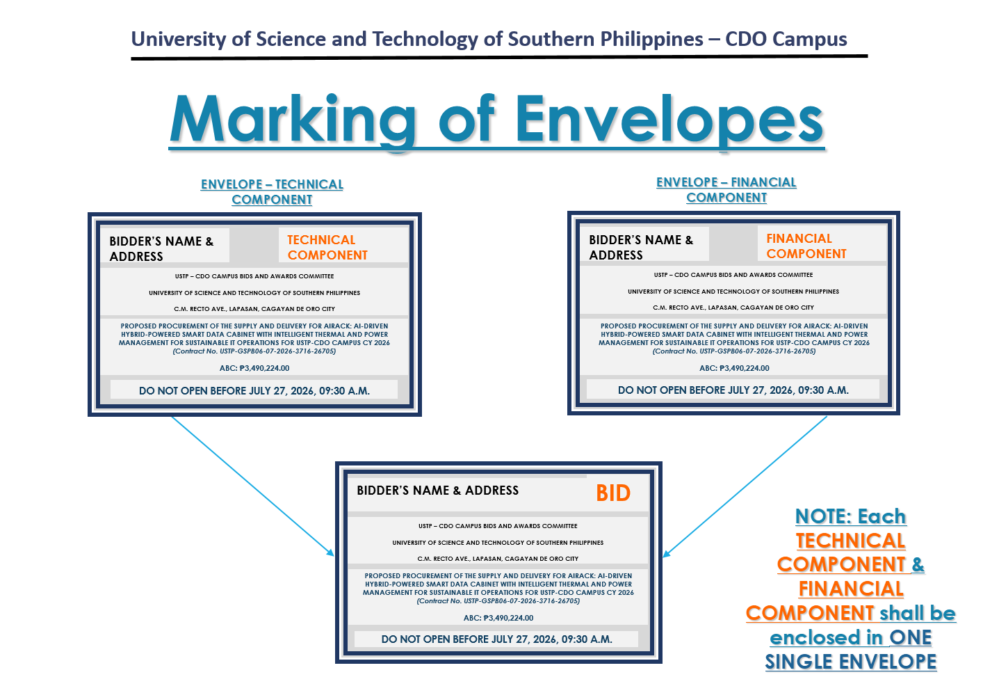 University of Science and Technology of Southern Philippines – CDO Campus
Marking of Envelopes
ENVELOPE – TECHNICAL
COMPONENT
BIDDER'S NAME &
ADDRESS
TECHNICAL
COMPONENT
USTP – CDO CAMPUS BIDS AND AWARDS COMMITTEE
UNIVERSITY OF SCIENCE AND TECHNOLOGY OF SOUTHERN PHILIPPINES
C.M. RECTO AVE., LAPASAN, CAGAYAN DE ORO CITY
PROPOSED PROCUREMENT OF THE SUPPLY AND DELIVERY FOR AIRACK: AI-DRIVEN
HYBRID-POWERED SMART DATA CABINET WITH INTELLIGENT THERMAL AND POWER
MANAGEMENT FOR SUSTAINABLE IT OPERATIONS FOR USTP-CDO CAMPUS CY 2026
(Contract No. USTP-GSPB06-07-2026-3716-26705)
ABC: ₱3,490,224.00
DO NOT OPEN BEFORE JULY 27, 2026, 09:30 A.M.
ENVELOPE – FINANCIAL
COMPONENT
BIDDER'S NAME &
ADDRESS
FINANCIAL
COMPONENT
USTP – CDO CAMPUS BIDS AND AWARDS COMMITTEE
UNIVERSITY OF SCIENCE AND TECHNOLOGY OF SOUTHERN PHILIPPINES
C.M. RECTO AVE., LAPASAN, CAGAYAN DE ORO CITY
PROPOSED PROCUREMENT OF THE SUPPLY AND DELIVERY FOR AIRACK: AI-DRIVEN
HYBRID-POWERED SMART DATA CABINET WITH INTELLIGENT THERMAL AND POWER
MANAGEMENT FOR SUSTAINABLE IT OPERATIONS FOR USTP-CDO CAMPUS CY 2026
(Contract No. USTP-GSPB06-07-2026-3716-26705)
ABC: ₱3,490,224.00
DO NOT OPEN BEFORE JULY 27, 2026, 09:30 A.M.
BIDDER'S NAME & ADDRESS
BID
USTP – CDO CAMPUS BIDS AND AWARDS COMMITTEE
UNIVERSITY OF SCIENCE AND TECHNOLOGY OF SOUTHERN PHILIPPINES
C.M. RECTO AVE., LAPASAN, CAGAYAN DE ORO CITY
PROPOSED PROCUREMENT OF THE SUPPLY AND DELIVERY FOR AIRACK: AI-DRIVEN
HYBRID-POWERED SMART DATA CABINET WITH INTELLIGENT THERMAL AND POWER
MANAGEMENT FOR SUSTAINABLE IT OPERATIONS FOR USTP-CDO CAMPUS CY 2026
(Contract No. USTP-GSPB06-07-2026-3716-26705)
ABC: ₱3,490,224.00
DO NOT OPEN BEFORE JULY 27, 2026, 09:30 A.M.
NOTE: Each
TECHNICAL
COMPONENT &
FINANCIAL
COMPONENT shall be
enclosed in ONE
SINGLE ENVELOPE